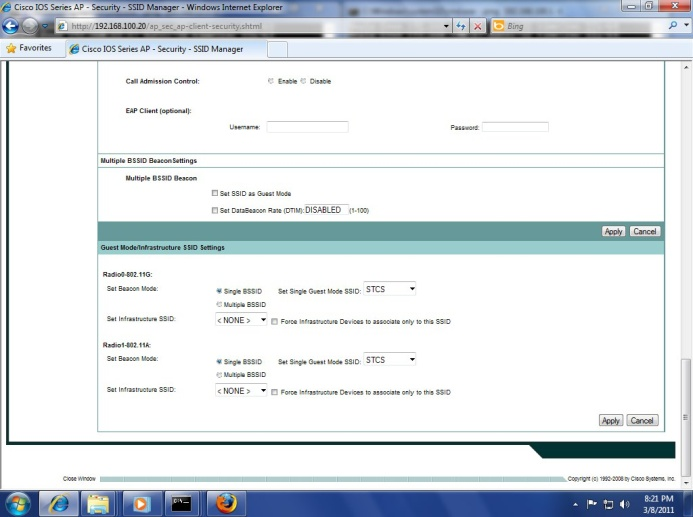 Cisco IOS Series AP - Security - SSID Manager - Windows Internet Explorer
http://192.168.100.20/ap_sec_ap-client-security.shtml
Bing
Favorites
Cisco IOS Series AP - Security - SSID Manager
Call Admission Control: Enable Disable
EAP Client (optional):
Username: Password:
Multiple BSSID BeaconSettings
Multiple BSSID Beacon
Set SSID as Guest Mode
Set DataBeacon Rate (DTIM): DISABLED (1-100)
Apply Cancel
Guest Mode/Infrastructure SSID Settings
Radio0-802.11G:
Set Beacon Mode: Single BSSID Set Single Guest Mode SSID: STCS
Multiple BSSID
Set Infrastructure SSID: < NONE > Force Infrastructure Devices to associate only to this SSID
Radio1-802.11A:
Set Beacon Mode: Single BSSID Set Single Guest Mode SSID: STCS
Multiple BSSID
Set Infrastructure SSID: < NONE > Force Infrastructure Devices to associate only to this SSID
Apply Cancel
Close Window Copyright (c) 1992-2008 by Cisco Systems, Inc.
8:21 PM
3/8/2011